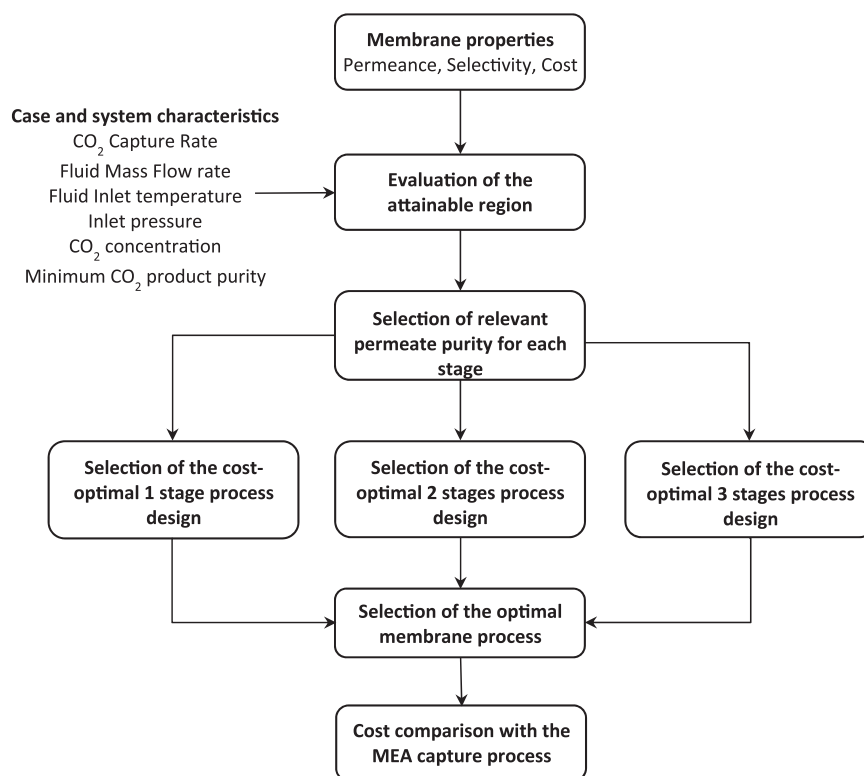 Membrane properties
Permeance, Selectivity, Cost
Case and system characteristics
CO₂ Capture Rate
Fluid Mass Flow rate
Fluid Inlet temperature
Inlet pressure
CO₂ concentration
Minimum CO₂ product purity
Evaluation of the
attainable region
Selection of relevant
permeate purity for each
stage
Selection of the cost-
optimal 1 stage process
design
Selection of the cost-
optimal 2 stages process
design
Selection of the cost-
optimal 3 stages process
design
Selection of the optimal
membrane process
Cost comparison with the
MEA capture process